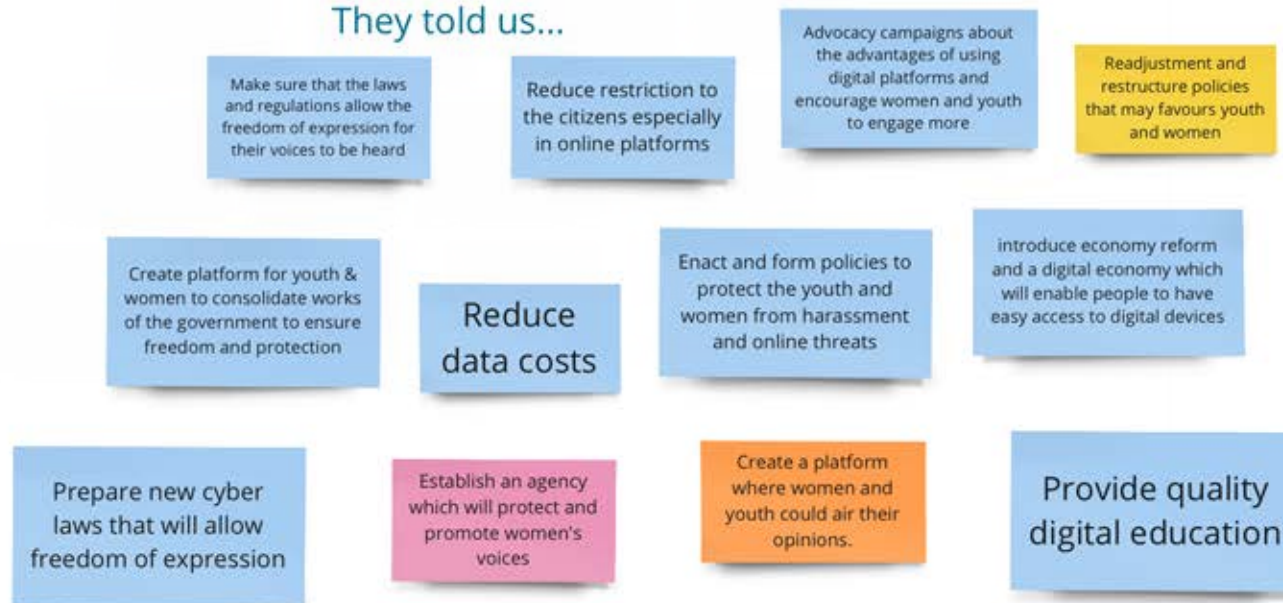 They told us...
Make sure that the laws
and regulations allow the
freedom of expression for
their voices to be heard
Reduce restriction to
the citizens especially
in online platforms
Advocacy campaigns about
the advantages of using
digital platforms and
encourage women and youth
to engage more
Readjustment and
restructure policies
that may favours youth
and women
Create platform for youth &
women to consolidate works
of the government to ensure
freedom and protection
Reduce
data costs
Enact and form policies to
protect the youth and
women from harassment
and online threats
introduce economy reform
and a digital economy which
will enable people to have
easy access to digital devices
Prepare new cyber
laws that will allow
freedom of expression
Establish an agency
which will protect and
promote women's
voices
Create a platform
where women and
youth could air their
opinions.
Provide quality
digital education